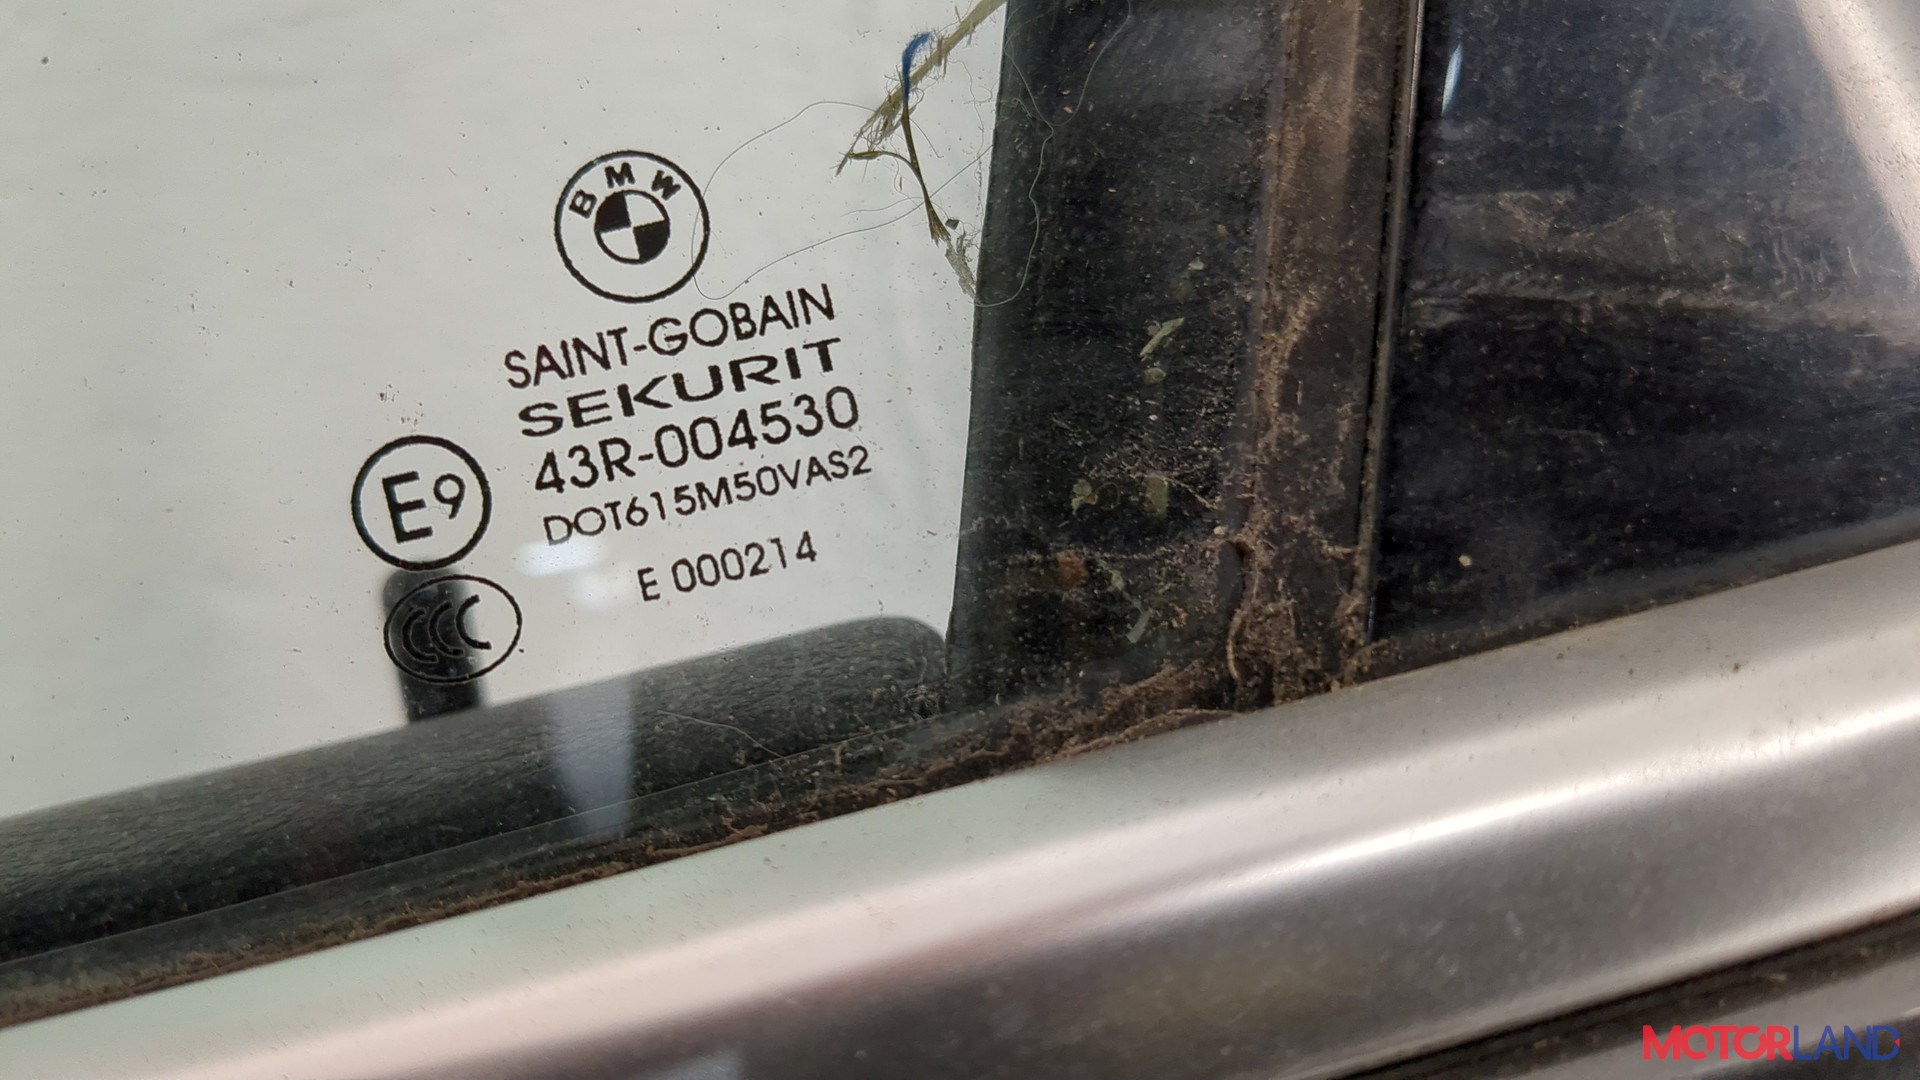 BMW
SAINT-GOBAIN
SEKURIT
43R-004530
E9
DOT615M50VAS2
E 000214
CCC
MOTORLAND